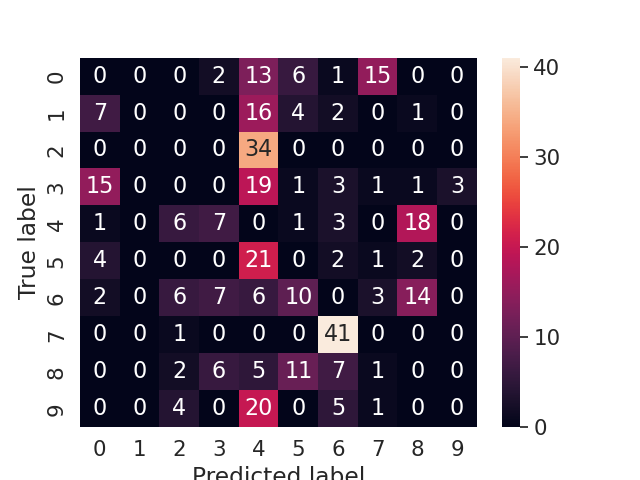 0 0 0 0 2 13 6 1 15 0 0
1 7 0 0 0 16 4 2 0 1 0
2 0 0 0 0 34 0 0 0 0 0
3 15 0 0 0 19 1 3 1 1 3
4 1 0 6 7 0 1 3 0 18 0
5 4 0 0 0 21 0 2 1 2 0
6 2 0 6 7 6 10 0 3 14 0
7 0 0 1 0 0 0 41 0 0 0
8 0 0 2 6 5 11 7 1 0 0
9 0 0 4 0 20 0 5 1 0 0
0 1 2 3 4 5 6 7 8 9
True label
Predicted label
40
30
20
10
0